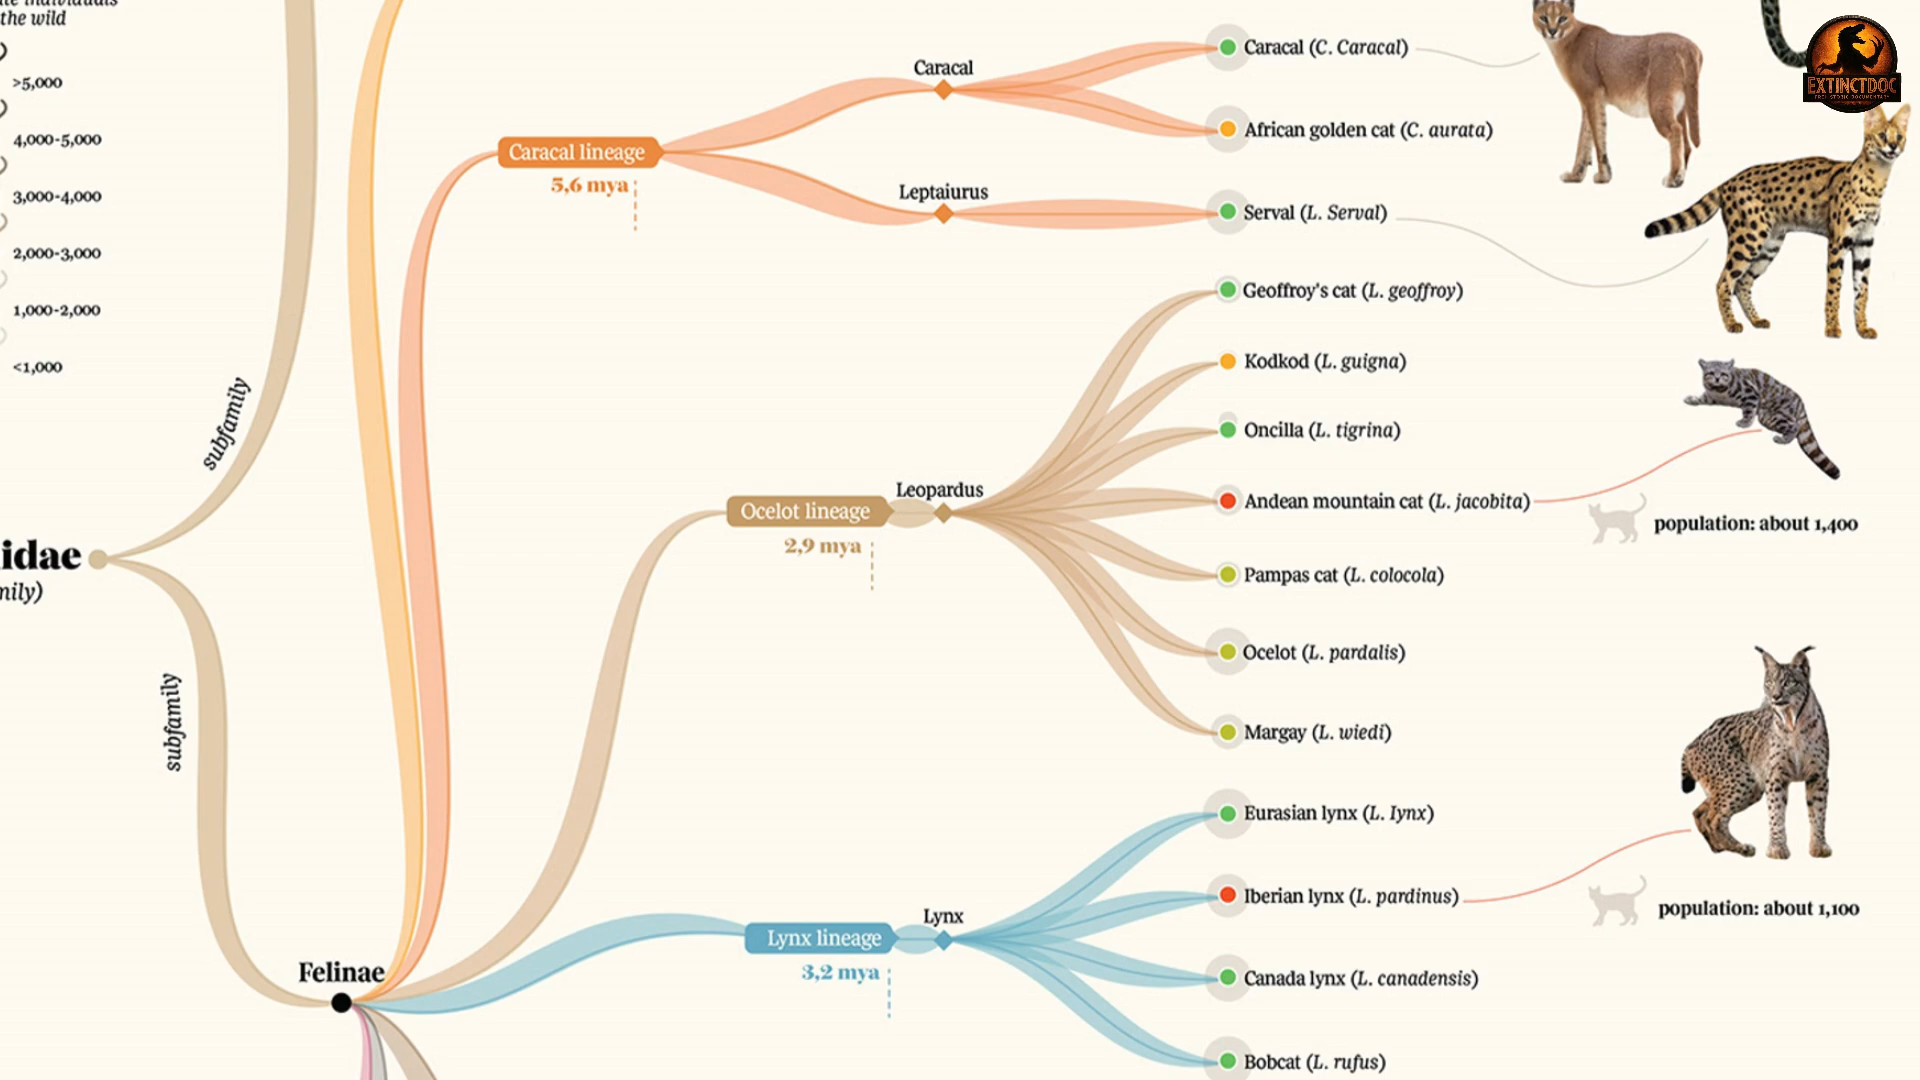 the wild
>5,000
4,000-5,000
3,000-4,000
2,000-3,000
1,000-2,000
<1,000
subfamily
subfamily
Felinae
Caracal lineage
5,6 mya
Caracal
Leptaiurus
Caracal (C. Caracal)
African golden cat (C. aurata)
Serval (L. Serval)
Ocelot lineage
2,9 mya
Leopardus
Geoffroy's cat (L. geoffroy)
Kodkod (L. guigna)
Oncilla (L. tigrina)
Andean mountain cat (L. jacobita)
population: about 1,400
Pampas cat (L. colocola)
Ocelot (L. pardalis)
Margay (L. wiedi)
Lynx lineage
3,2 mya
Lynx
Eurasian lynx (L. lynx)
Iberian lynx (L. pardinus)
population: about 1,100
Canada lynx (L. canadensis)
Bobcat (L. rufus)
EXTINCTDOC